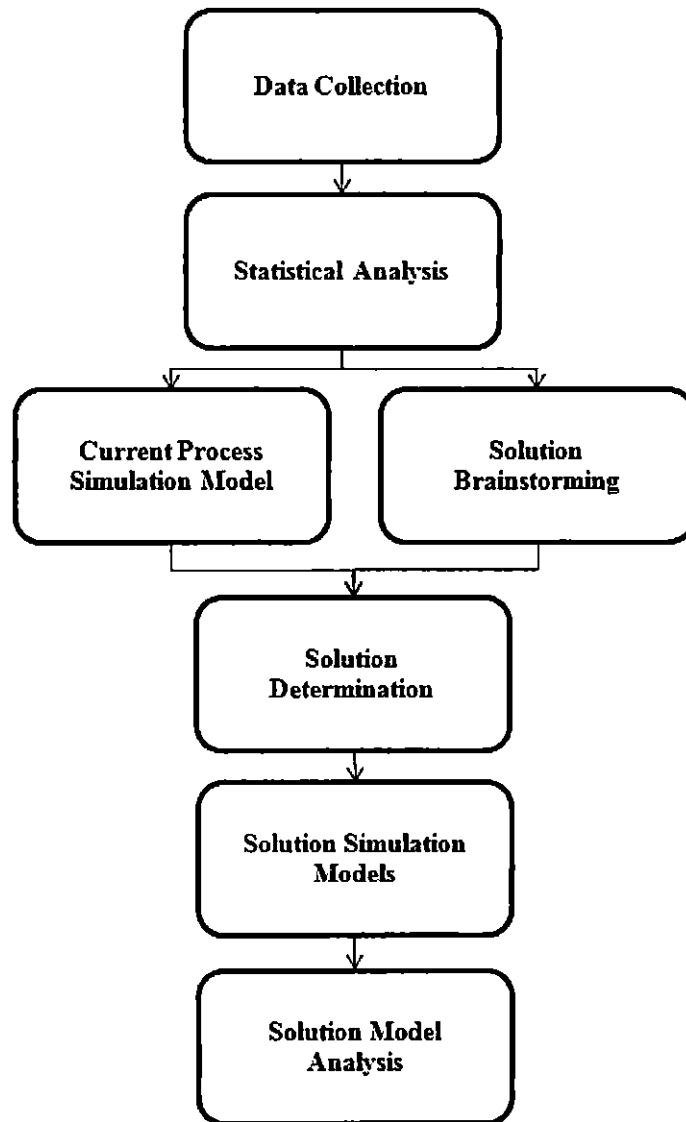 Data Collection
Statistical Analysis
Current Process
Simulation Model
Solution
Brainstorming
Solution
Determination
Solution Simulation
Models
Solution Model
Analysis